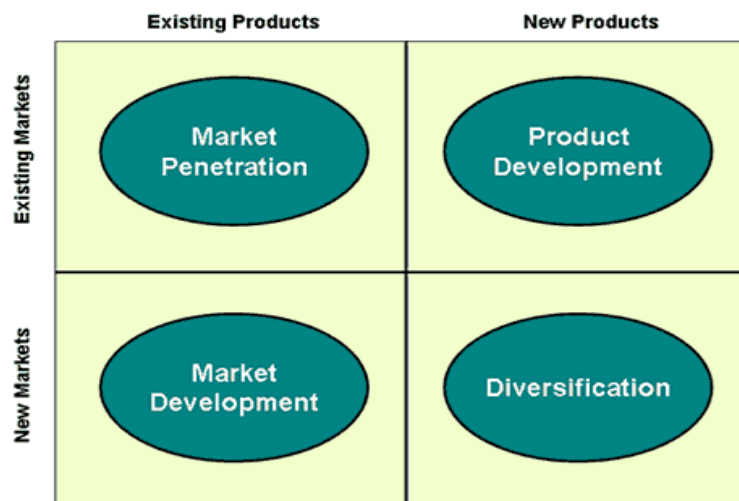 Existing Products
New Products
Existing Markets
Market
Penetration
Product
Development
New Markets
Market
Development
Diversification